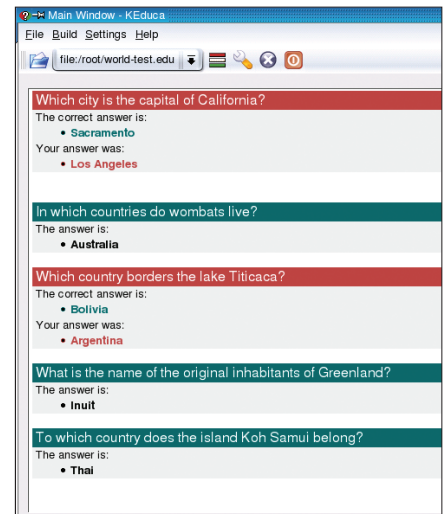 Main Window - KEduca
File Build Settings Help
file:/root/world-test.edu
Which city is the capital of California?
The correct answer is:
• Sacramento
Your answer was:
• Los Angeles
In which countries do wombats live?
The answer is:
• Australia
Which country borders the lake Titicaca?
The correct answer is:
• Bolivia
Your answer was:
• Argentina
What is the name of the original inhabitants of Greenland?
The answer is:
• Inuit
To which country does the island Koh Samui belong?
The answer is:
• Thai